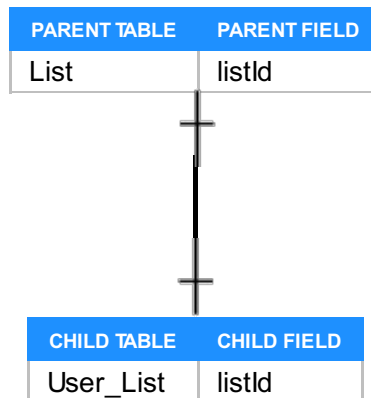 PARENT TABLE PARENT FIELD
List listId
CHILD TABLE CHILD FIELD
User_List listId